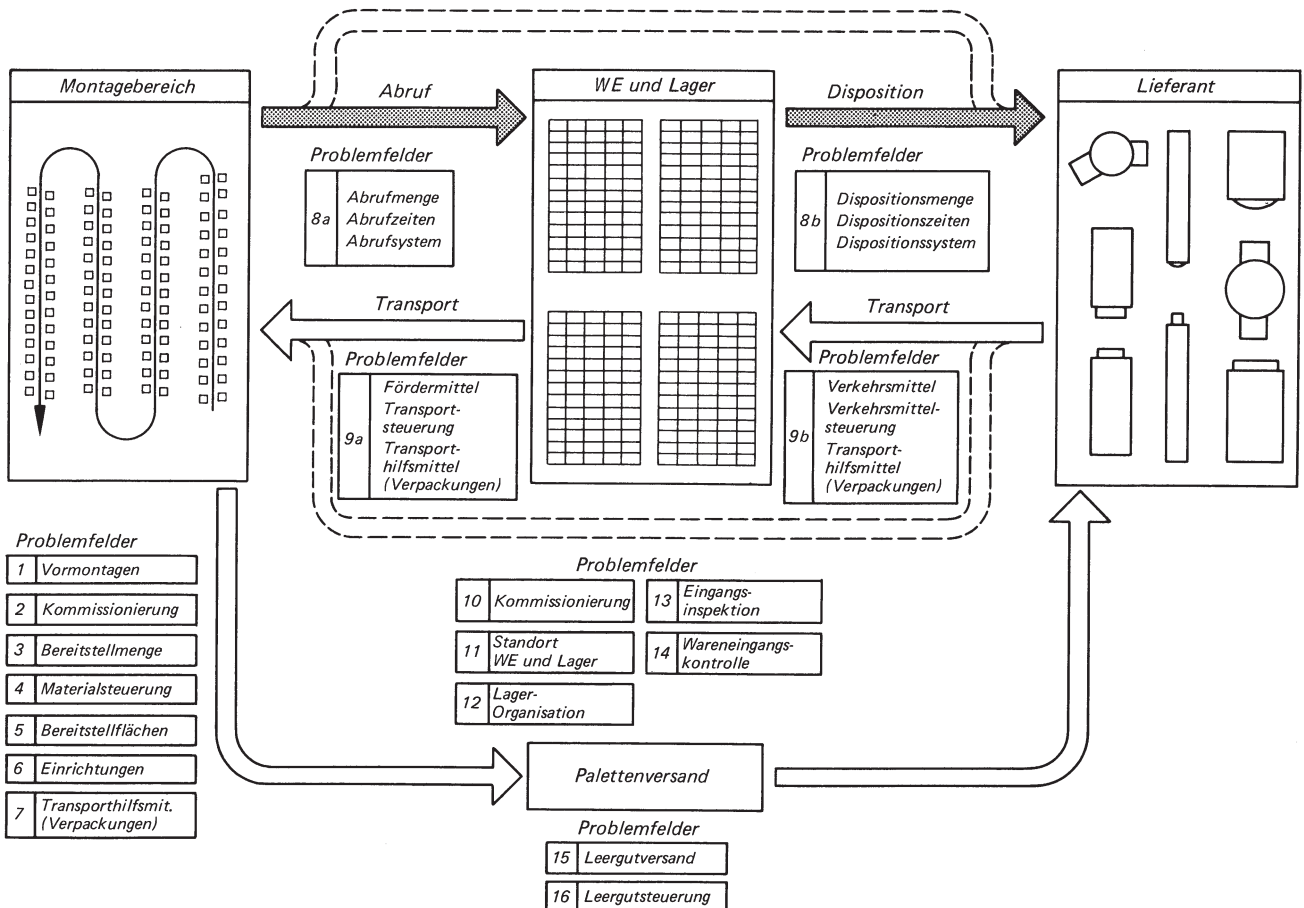 Montagebereich
Abruf
WE und Lager
Disposition
Lieferant
Problemfelder
8a
Abrufmenge
Abrufzeiten
Abrufsystem
Problemfelder
8b
Dispositionsmenge
Dispositionszeiten
Dispositionssystem
Transport
Problemfelder
9a
Fördermittel
Transport-
steuerung
Transport-
hilfsmittel
(Verpackungen)
Transport
Problemfelder
9b
Verkehrsmittel
Verkehrsmittel-
steuerung
Transport-
hilfsmittel
(Verpackungen)
Problemfelder
1 Vormontagen
2 Kommissionierung
3 Bereitstellmenge
4 Materialsteuerung
5 Bereitstellflächen
6 Einrichtungen
7 Transporthilfsmit.
(Verpackungen)
Problemfelder
10 Kommissionierung
11 Standort
WE und Lager
12 Lager-
Organisation
13 Eingangs-
inspektion
14 Wareneingangs-
kontrolle
Palettenversand
Problemfelder
15 Leergutversand
16 Leergutsteuerung